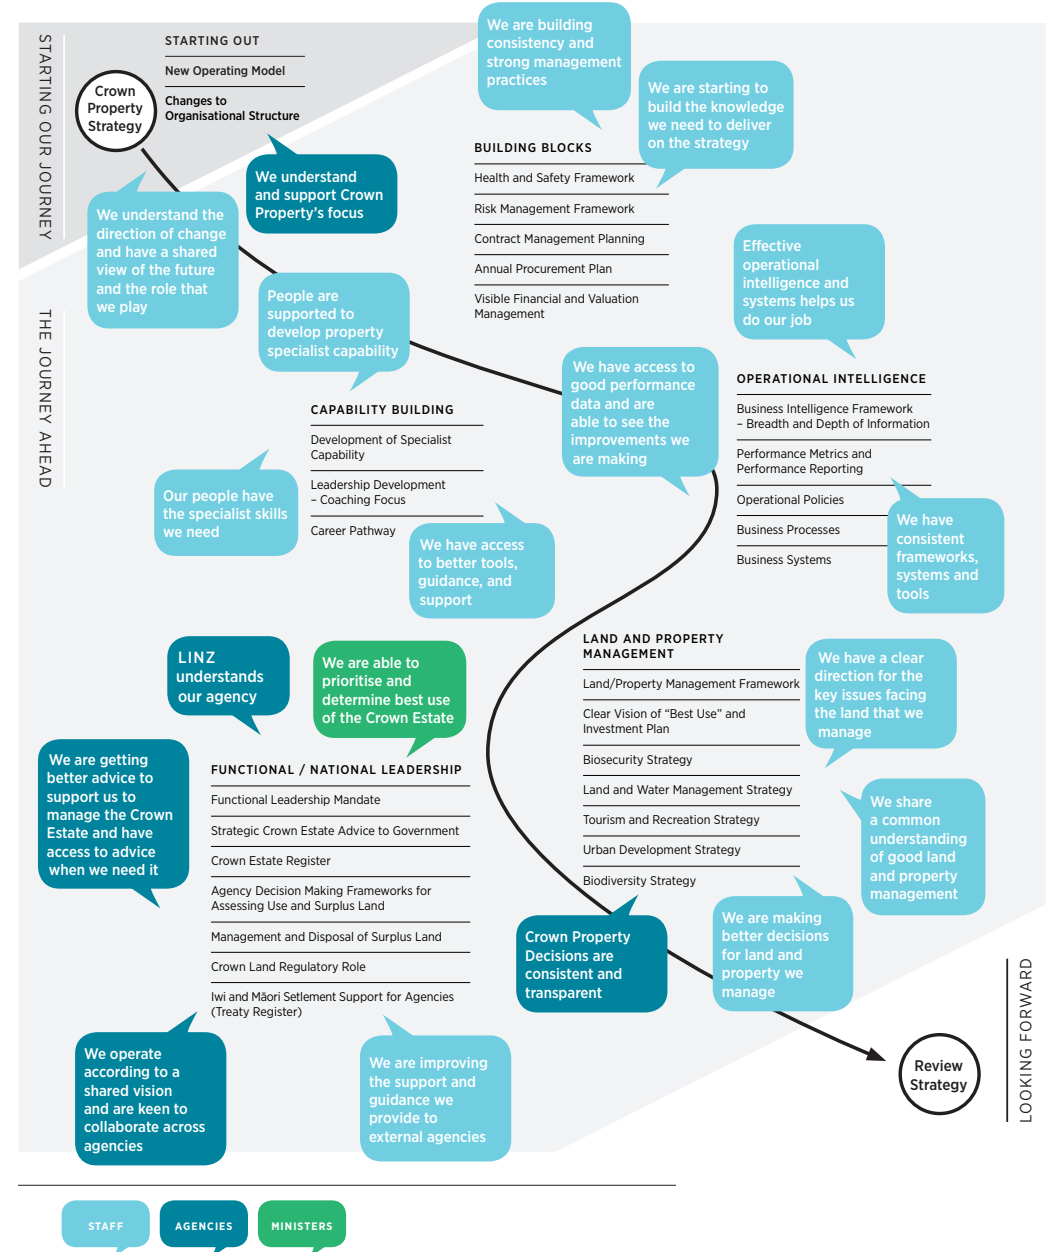 STARTING OUR JOURNEY
STARTING OUT
New Operating Model
Changes to
Organisational Structure
Crown
Property
Strategy
We understand
and support Crown
Property's focus
We understand the
direction of change
and have a shared
view of the future
and the role that
we play
We are building
consistency and
strong management
practices
We are starting to
build the knowledge
we need to deliver
on the strategy
BUILDING BLOCKS
Health and Safety Framework
Risk Management Framework
Contract Management Planning
Annual Procurement Plan
Visible Financial and Valuation
Management
THE JOURNEY AHEAD
People are
supported to
develop property
specialist capability
Effective
operational
intelligence and
systems helps us
do our job
We have access to
good performance
data and are
able to see the
improvements we
are making
OPERATIONAL INTELLIGENCE
Business Intelligence Framework
– Breadth and Depth of Information
Performance Metrics and
Performance Reporting
Operational Policies
Business Processes
Business Systems
We have
consistent
frameworks,
systems and
tools
CAPABILITY BUILDING
Development of Specialist
Capability
Leadership Development
– Coaching Focus
Career Pathway
Our people have
the specialist skills
we need
We have access
to better tools,
guidance, and
support
LINZ
understands
our agency
We are able to
prioritise and
determine best use
of the Crown Estate
LAND AND PROPERTY
MANAGEMENT
Land/Property Management Framework
Clear Vision of “Best Use” and
Investment Plan
Biosecurity Strategy
Land and Water Management Strategy
Tourism and Recreation Strategy
Urban Development Strategy
Biodiversity Strategy
We have a clear
direction for the
key issues facing
the land that we
manage
We share
a common
understanding
of good land
and property
management
We are getting
better advice to
support us to
manage the Crown
Estate and have
access to advice
when we need it
FUNCTIONAL / NATIONAL LEADERSHIP
Functional Leadership Mandate
Strategic Crown Estate Advice to Government
Crown Estate Register
Agency Decision Making Frameworks for
Assessing Use and Surplus Land
Management and Disposal of Surplus Land
Crown Land Regulatory Role
Iwi and Māori Setlement Support for Agencies
(Treaty Register)
Crown Property
Decisions are
consistent and
transparent
We are making
better decisions
for land and
property we
manage
We operate
according to a
shared vision
and are keen to
collaborate across
agencies
We are improving
the support and
guidance we
provide to
external agencies
Review
Strategy
LOOKING FORWARD
STAFF
AGENCIES
MINISTERS